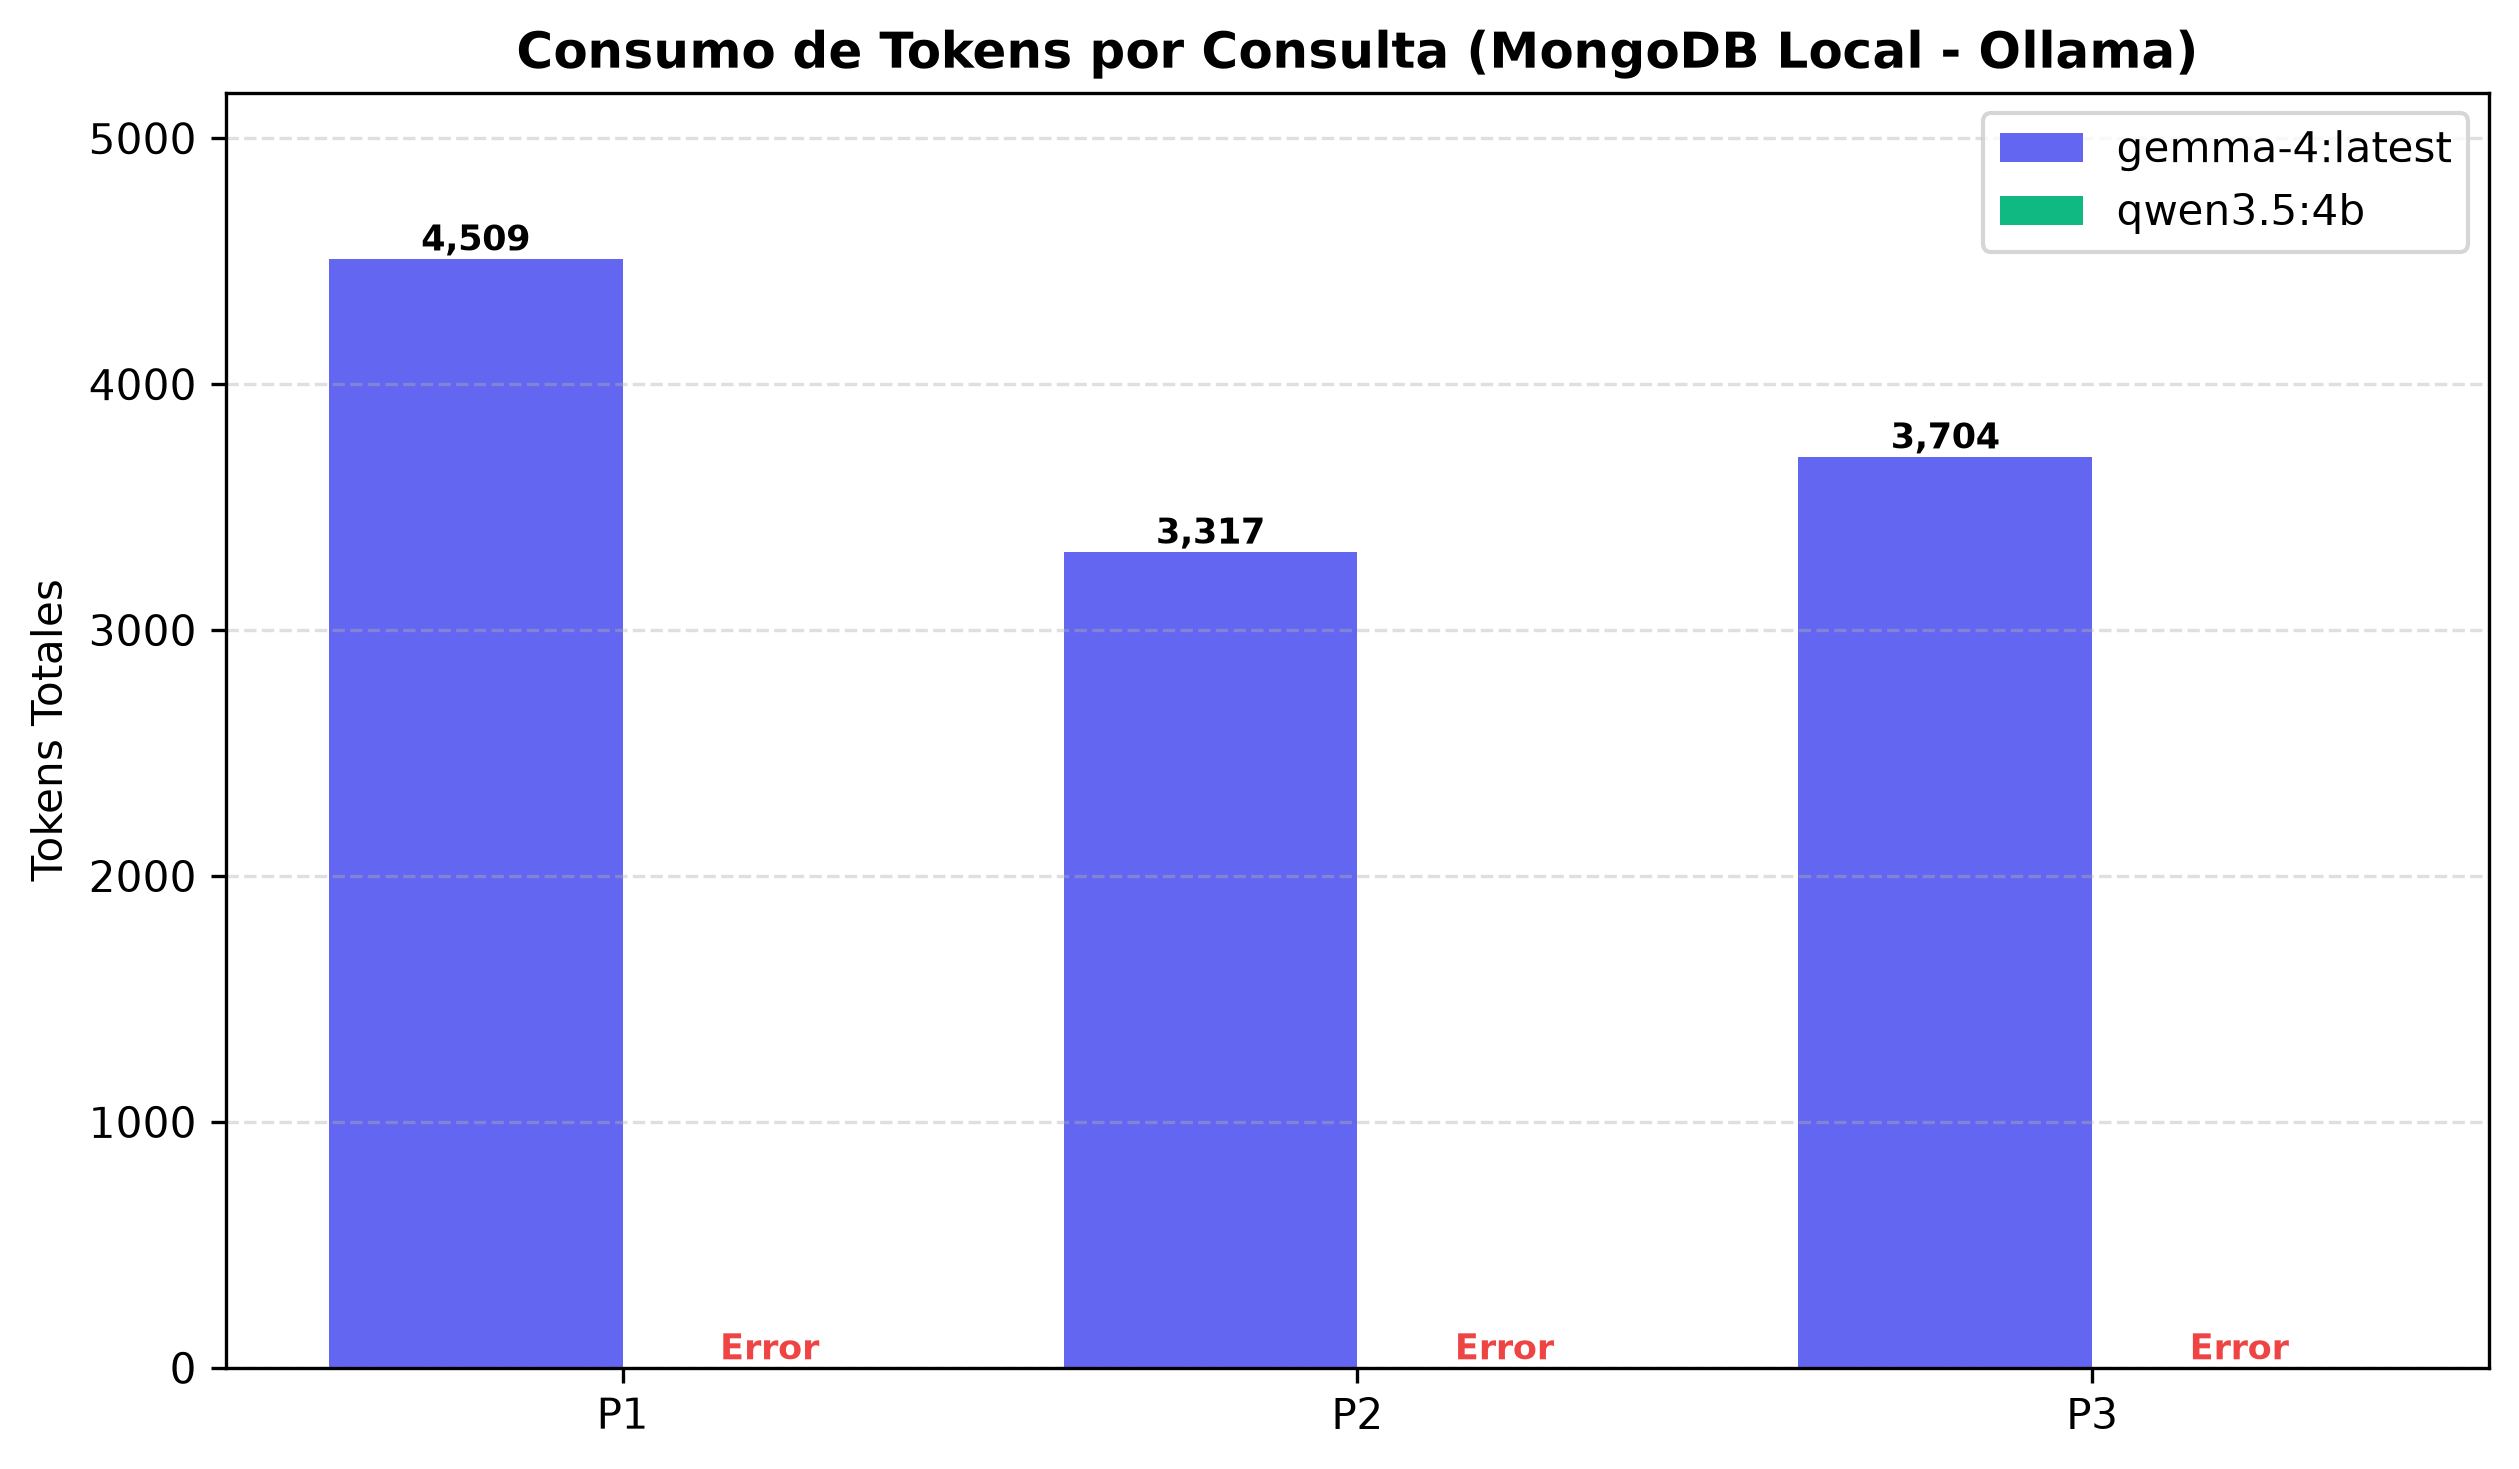 Consumo de Tokens por Consulta (MongoDB Local - Ollama)
gemma-4:latest
qwen3.5:4b
Tokens Totales
5000
4000
3000
2000
1000
0
4,509
3,317
3,704
Error
Error
Error
P1
P2
P3